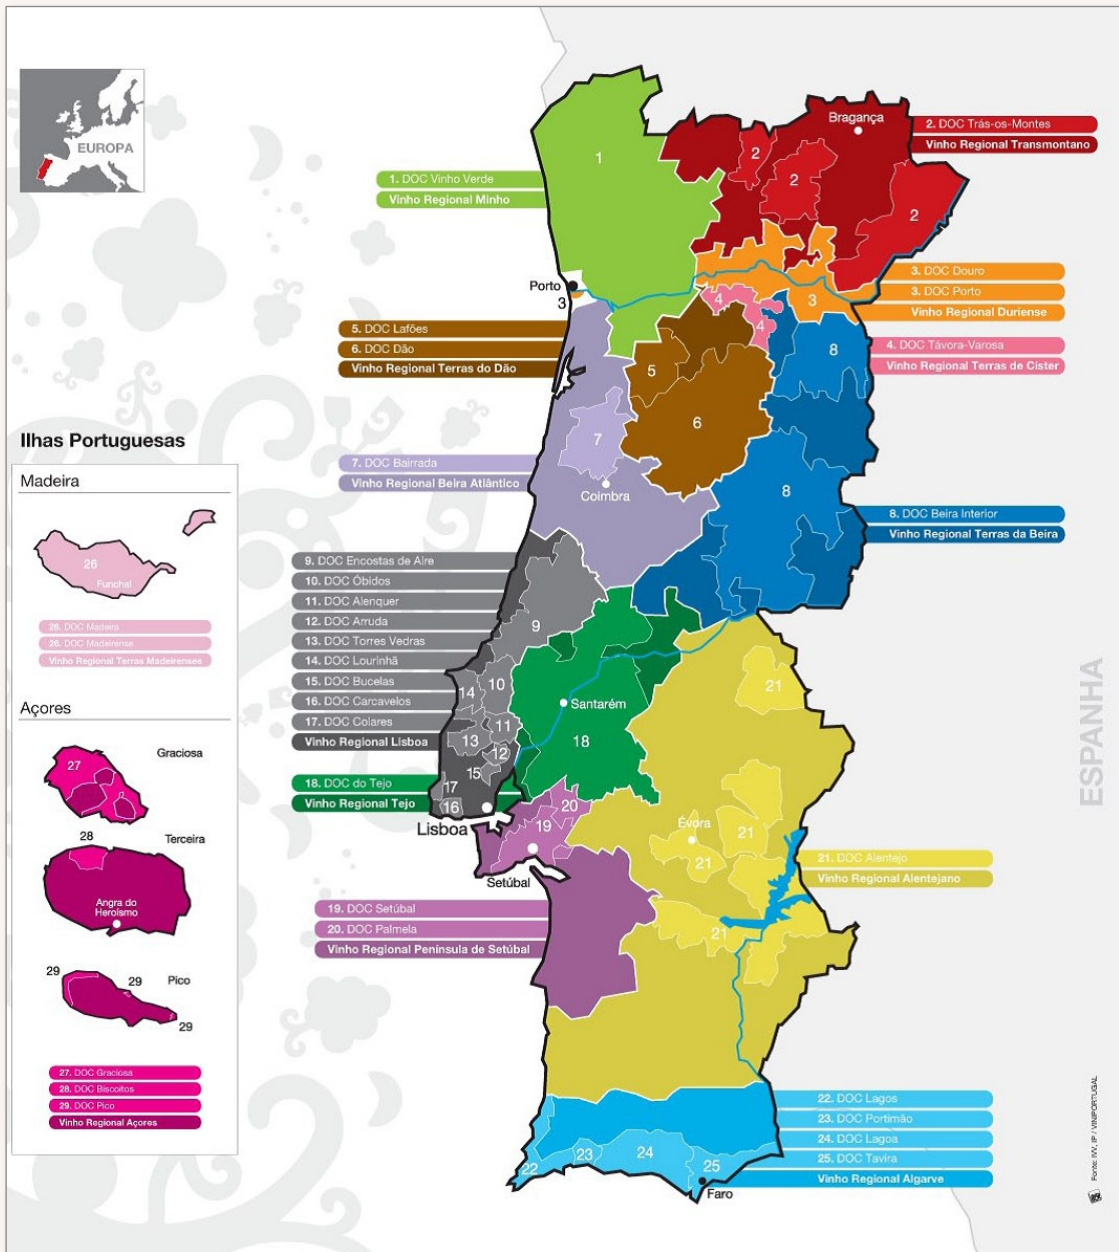 EUROPA
1
2
2
Bragança
2
2. DOC Trás-os-Montes
Vinho Regional Transmontano
1. DOC Vinho Verde
Vinho Regional Minho
3. DOC Douro
3. DOC Porto
Vinho Regional Duriense
Porto
3
3
4
4
4. DOC Távora-Varosa
Vinho Regional Terras de Cister
5. DOC Lafões
6. DOC Dão
Vinho Regional Terras do Dão
5
6
8
7
Coimbra
7. DOC Bairrada
Vinho Regional Beira Atlântico
8
8. DOC Beira Interior
Vinho Regional Terras da Beira
Ilhas Portuguesas
Madeira
26
Funchal
26. DOC Madeira
26. DOC Madeirense
Vinho Regional Terras Madeirenses
Açores
Graciosa
27
Terceira
28
Angra do
Heroísmo
Pico
29
29
29
27. DOC Graciosa
28. DOC Biscoitos
29. DOC Pico
Vinho Regional Açores
9. DOC Encostas de Aire
10. DOC Óbidos
11. DOC Alenquer
12. DOC Arruda
13. DOC Torres Vedras
14. DOC Lourinhã
15. DOC Bucelas
16. DOC Carcavelos
17. DOC Colares
Vinho Regional Lisboa
9
10
14
11
13
12
15
17
16
Lisboa
Santarém
18
18. DOC do Tejo
Vinho Regional Tejo
20
19
Setúbal
19. DOC Setúbal
20. DOC Palmela
Vinho Regional Península de Setúbal
21
Évora
21
21
21
21. DOC Alentejo
Vinho Regional Alentejano
ESPANHA
22. DOC Lagos
23. DOC Portimão
24. DOC Lagoa
25. DOC Tavira
Vinho Regional Algarve
22
23
24
25
Faro
Fonte: IVV, IP / VINIPORTUGAL